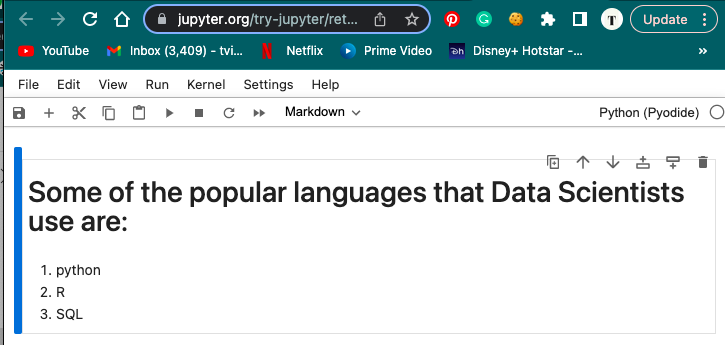 jupyter.org/try-jupyter/ret...
T
Update
YouTube
Inbox (3,409) - tvi...
Netflix
Prime Video
Disney+ Hotstar -...
»
File Edit View Run Kernel Settings Help
Markdown
Python (Pyodide)
Some of the popular languages that Data Scientists
use are:
1. python
2. R
3. SQL